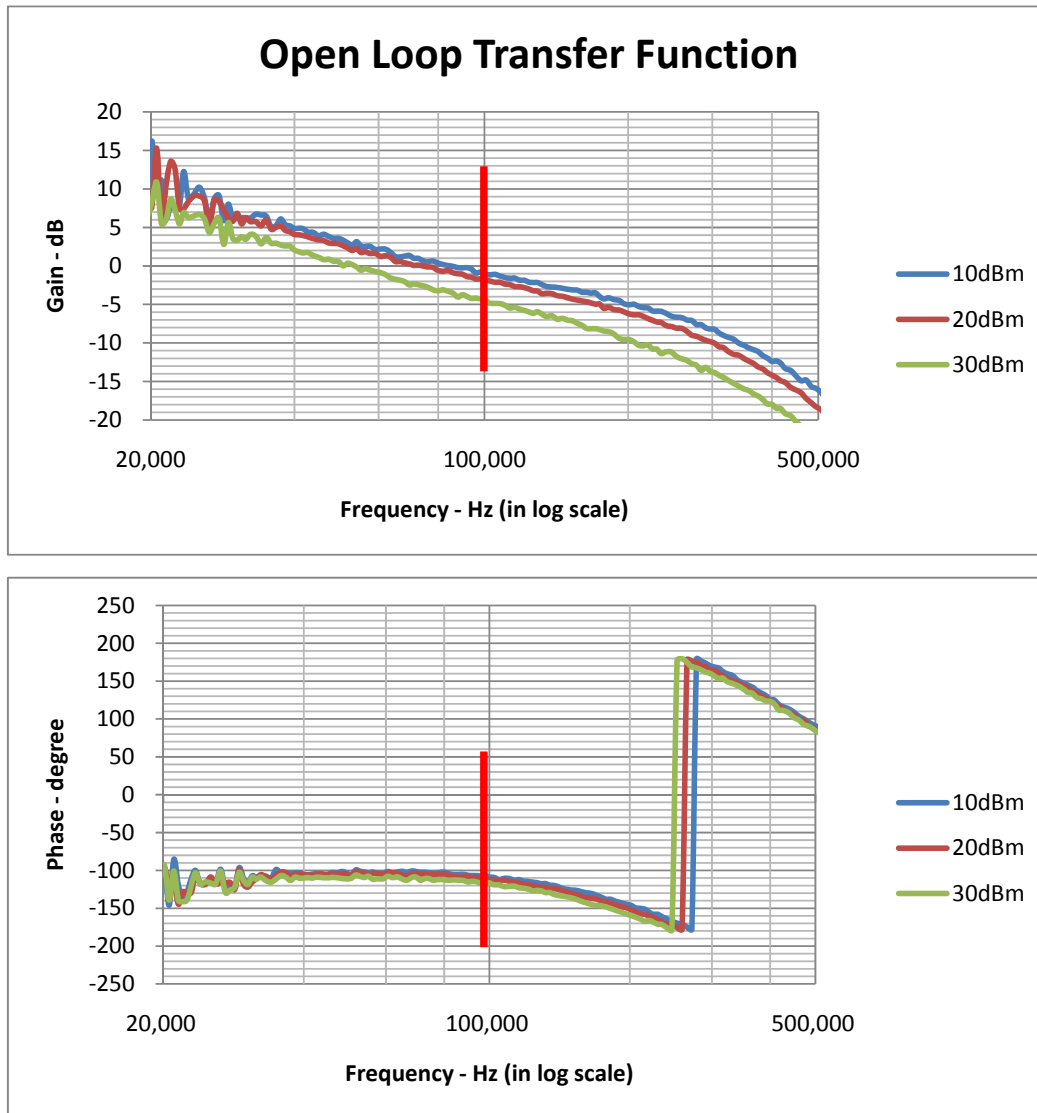 Open Loop Transfer Function
20
15
10
5
0
-5
-10
-15
-20
Gain - dB
20,000 100,000 500,000
Frequency - Hz (in log scale)
10dBm
20dBm
30dBm
250
200
150
100
50
0
-50
-100
-150
-200
-250
Phase - degree
20,000 100,000 500,000
Frequency - Hz (in log scale)
10dBm
20dBm
30dBm